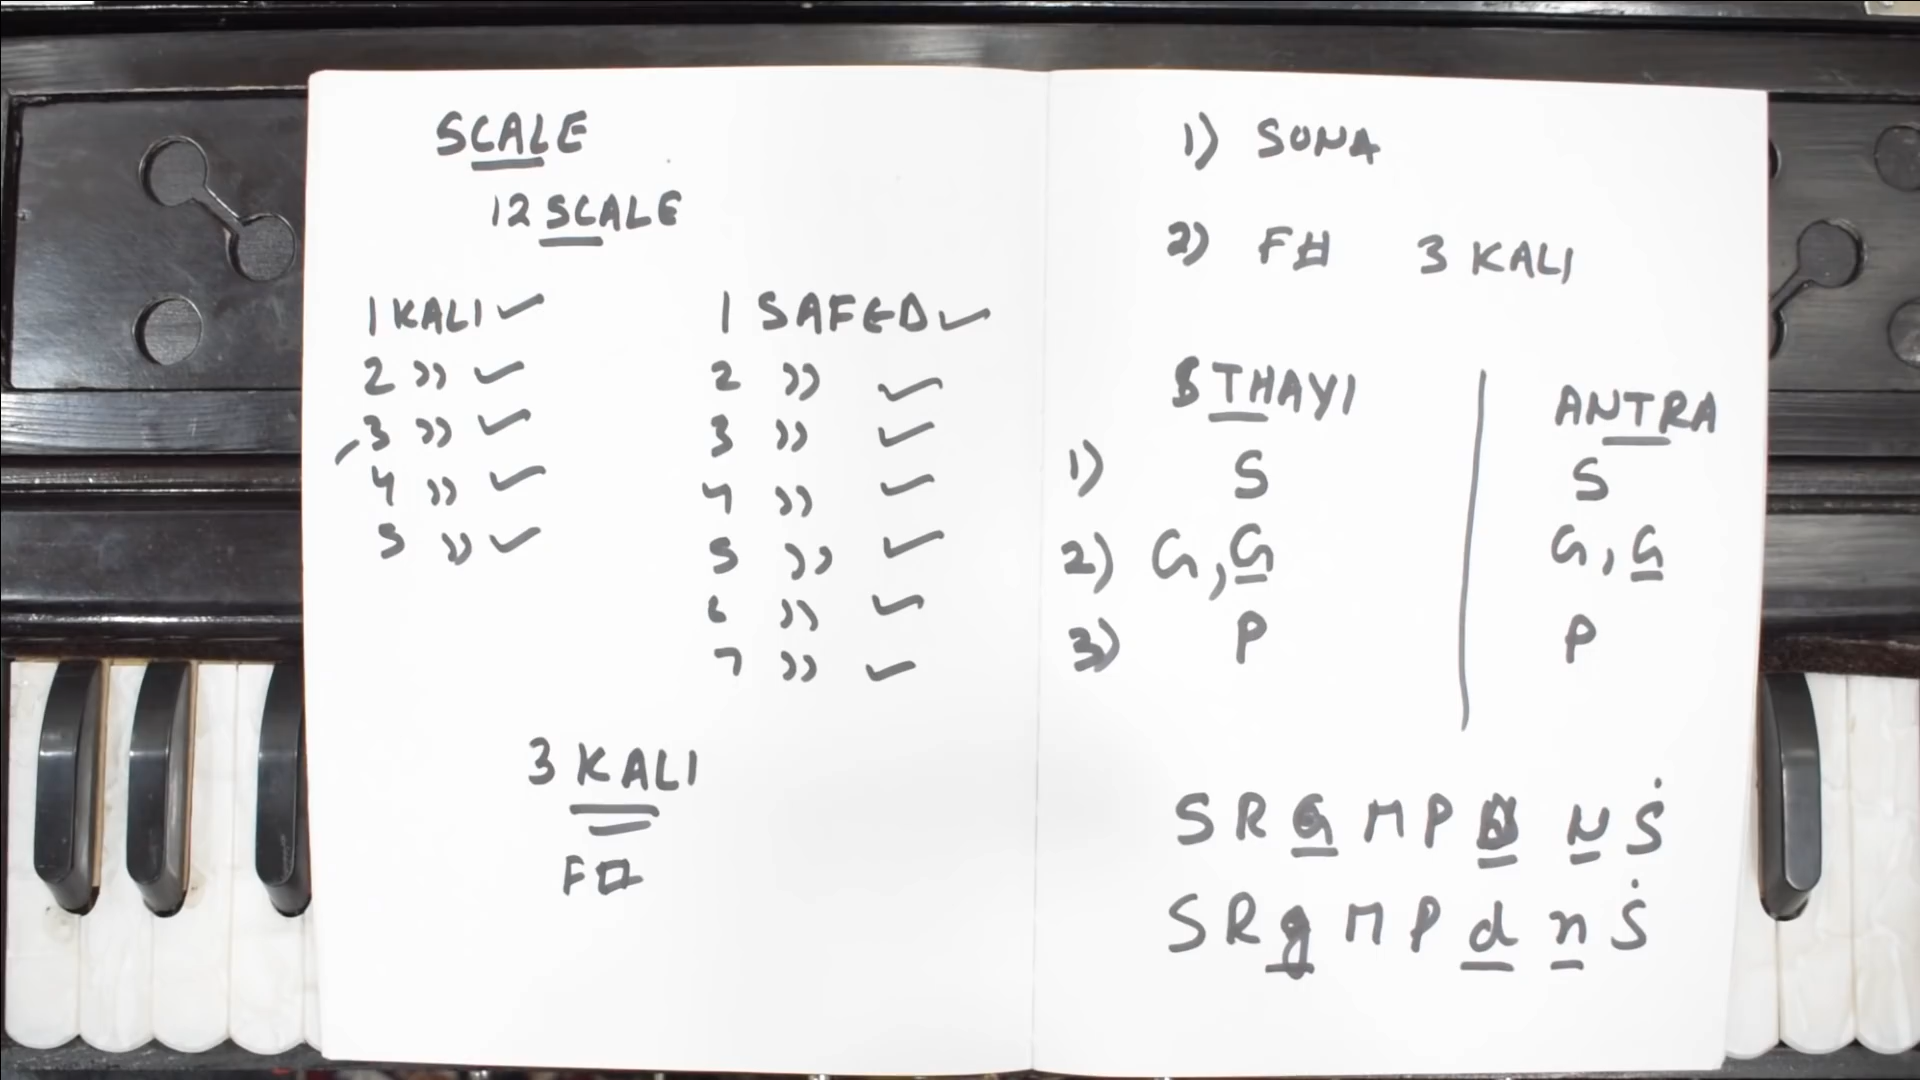 SCALE
12 SCALE
1 KALI ✓
2 " ✓
3 " ✓
4 " ✓
5 " ✓
1 SAFED ✓
2 " ✓
3 " ✓
4 " ✓
5 " ✓
6 " ✓
7 " ✓
3 KALI
F#
1) SONA
2) F# 3 KALI
STHAYI
1) S
2) G, G̲
3) P
ANTRA
S
G, G̲
P
S R G̲ M P D̲ N̲ Ṡ
S R g̲ M P d̲ n̲ Ṡ